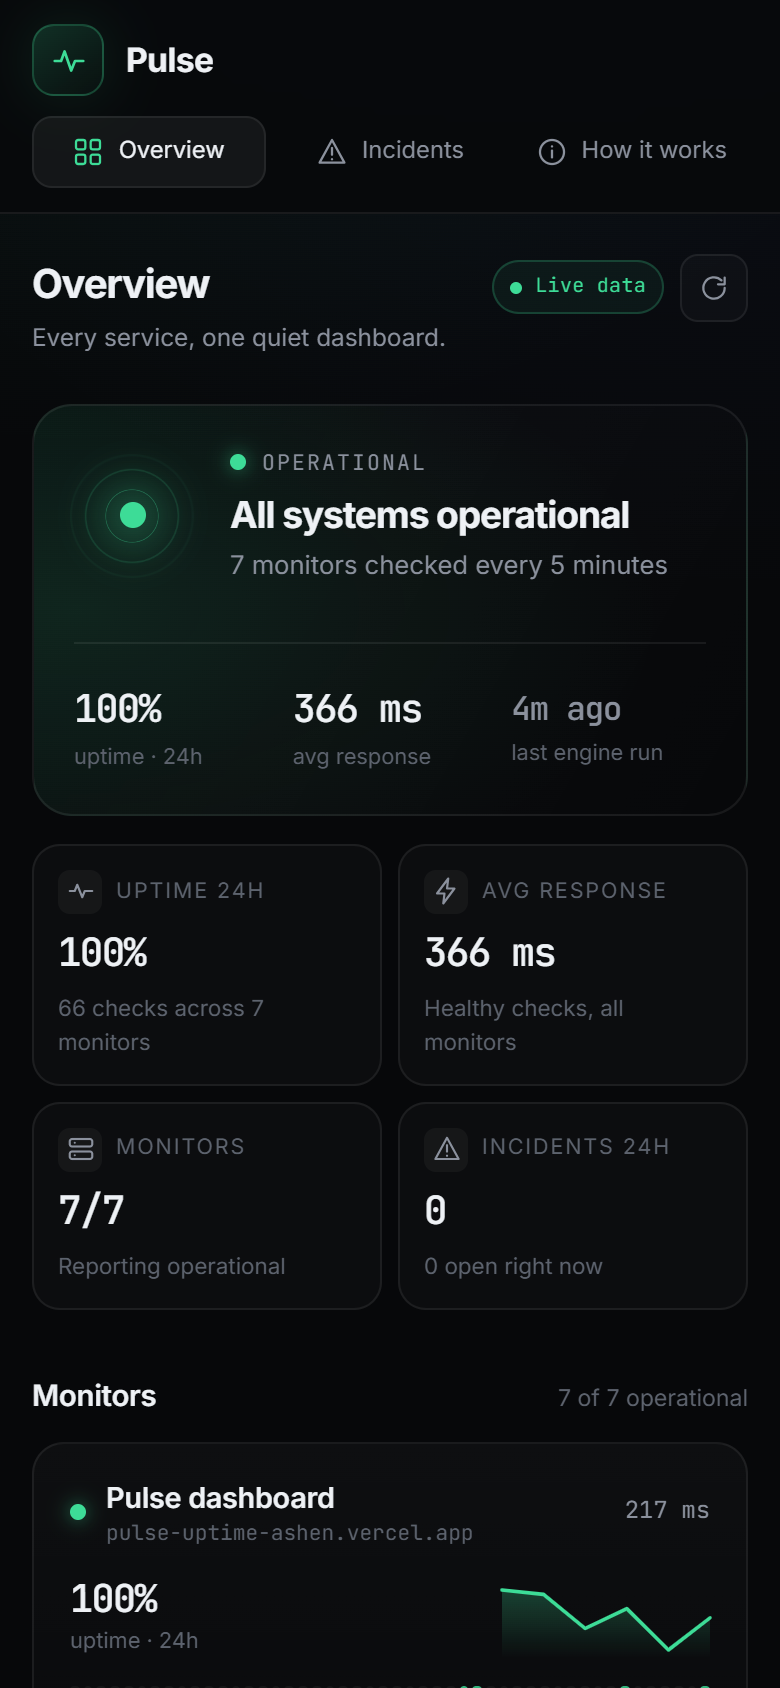 Pulse
Overview
Incidents
How it works
Overview
Live data
Every service, one quiet dashboard.
OPERATIONAL
All systems operational
7 monitors checked every 5 minutes
100%
366 ms
4m ago
uptime · 24h
avg response
last engine run
UPTIME 24H
100%
66 checks across 7
monitors
AVG RESPONSE
366 ms
Healthy checks, all
monitors
MONITORS
7/7
Reporting operational
INCIDENTS 24H
0
0 open right now
Monitors
7 of 7 operational
Pulse dashboard
217 ms
pulse-uptime-ashen.vercel.app
100%
uptime · 24h